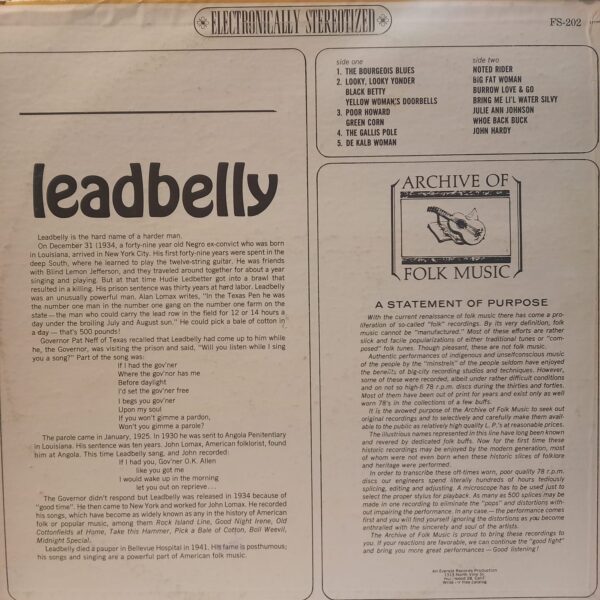 ELECTRONICALLY STEREOTIZED
FS-202
side one
1. THE BOURGEOIS BLUES
2. LOOKY, LOOKY YONDER
BLACK BETTY
YELLOW WOMAN'S DOORBELLS
3. POOR HOWARD
GREEN CORN
4. THE GALLIS POLE
5. DE KALB WOMAN
side two
NOTED RIDER
BIG FAT WOMAN
BURROW LOVE & GO
BRING ME LI'L WATER SILVY
JULIE ANN JOHNSON
WHOE BACK BUCK
JOHN HARDY
leadbelly
Leadbelly is the hard name of a harder man.
On December 31 (1934, a forty-nine year old Negro ex-convict who was born
in Louisiana, arrived in New York City. His first forty-nine years were spent in the
deep South, where he learned to play the twelve-string guitar. He was friends
with Blind Lemon Jefferson, and they traveled around together for about a year
singing and playing. But at that time Hudie Ledbetter got into a brawl that
resulted in a killing. His prison sentence was thirty years at hard labor. Leadbelly
was an unusually powerful man. Alan Lomax writes, "In the Texas Pen he was
the number one man in the number one gang on the number one farm on the
state — the man who could carry the lead row in the field for 12 or 14 hours a
day under the broiling July and August sun." He could pick a bale of cotton in
a day — that's 500 pounds!
Governor Pat Neff of Texas recalled that Leadbelly had come up to him while
he, the Governor, was visiting the prison and said, "Will you listen while I sing
you a song?" Part of the song was:
If I had the gov'ner
Where the gov'nor has me
Before daylight
I'd set the gov'ner free
I begs you gov'ner
Upon my soul
If you won't gimme a pardon,
Won't you gimme a parole?
The parole came in January, 1925. In 1930 he was sent to Angola Penitentiary
in Louisiana. His sentence was ten years. John Lomax, American folklorist, found
him at Angola. This time Leadbelly sang, and John recorded:
If I had you, Gov'ner O.K. Allen
like you got me
I would wake up in the morning
let you out on reprieve...
The Governor didn't respond but Leadbelly was released in 1934 because of
"good time". He then came to New York and worked for John Lomax. He recorded
his songs, which have become as widely known as any in the history of American
folk or popular music, among them Rock Island Line, Good Night Irene, Old
Cottonfields at Home, Take this Hammer, Pick a Bale of Cotton, Boll Weevil,
Midnight Special.
Leadbelly died a pauper in Bellevue Hospital in 1941. His fame is posthumous;
his songs and singing are a powerful part of American folk music.
ARCHIVE OF
FOLK MUSIC
A STATEMENT OF PURPOSE
With the current renaissance of folk music there has come a pro-
liferation of so-called "folk" recordings. By its very definition, folk
music cannot be "manufactured." Most of these efforts are rather
slick and facile popularizations of either traditional tunes or "com-
posed" folk tunes. Though pleasant, these are not folk music.
Authentic performances of indigenous and unselfconscious music
of the people by the "minstrels" of the people seldom have enjoyed
the benefits of big-city recording studios and techniques. However,
some of these were recorded, albeit under rather difficult conditions
and on not so high-fi 78 r.p.m. discs during the thirties and forties.
Most of them have been out of print for years and exist only as well
worn 78's in the collections of a few buffs.
It is the avowed purpose of the Archive of Folk Music to seek out
original recordings and to selectively and carefully make them avail-
able to the public as relatively high quality L. P.'s at reasonable prices.
The illustrious names represented in this line have long been known
and revered by dedicated folk buffs. Now for the first time these
historic recordings may be enjoyed by the modern generation, most
of whom were not even born when these historic slices of folklore
and heritage were performed.
In order to transcribe these oft-times worn, poor quality 78 r.p.m.
discs our engineers spend literally hundreds of hours tediously
splicing, editing and adjusting. A microscope has to be used just to
select the proper stylus for playback. As many as 500 splices may be
made in one recording to eliminate the "pops" and distortions with-
out impairing the performance. In any case — the performance comes
first and you will find yourself ignoring the distortions as you become
enthralled with the sincerity and soul of the artists.
The Archive of Folk Music is proud to bring these recordings to
you. If your reactions are favorable, we can continue the "good fight"
and bring you more great performances — Good listening!
An Everest Records Production